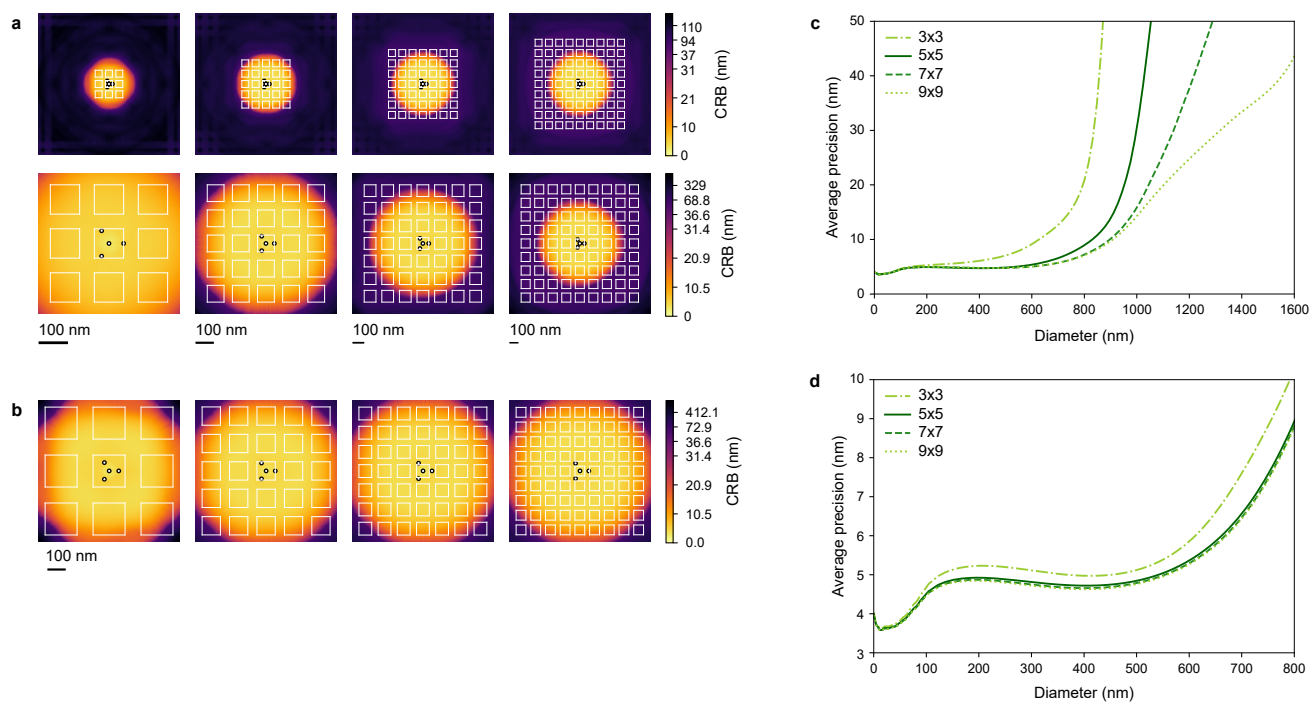 a
110
94
37
31
21
10
0
CRB (nm)
329
68.8
36.6
31.4
20.9
10.5
0
CRB (nm)
100 nm
100 nm
100 nm
100 nm
b
412.1
72.9
36.6
31.4
20.9
10.5
0.0
CRB (nm)
100 nm
c
50
40
30
20
10
0
Average precision (nm)
3x3
5x5
7x7
9x9
0
200
400
600
800
1000
1200
1400
1600
Diameter (nm)
d
10
9
8
7
6
5
4
3
Average precision (nm)
3x3
5x5
7x7
9x9
0
100
200
300
400
500
600
700
800
Diameter (nm)